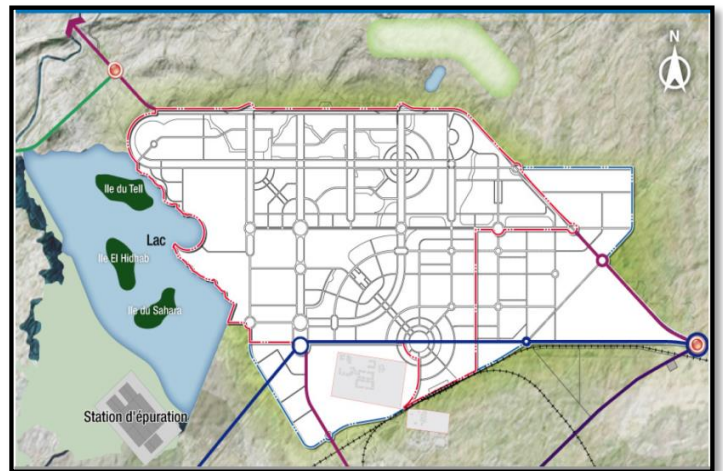 N
Ile du Tell
Lac
Ile El Hidhab
Ile du Sahara
Station d'épuration